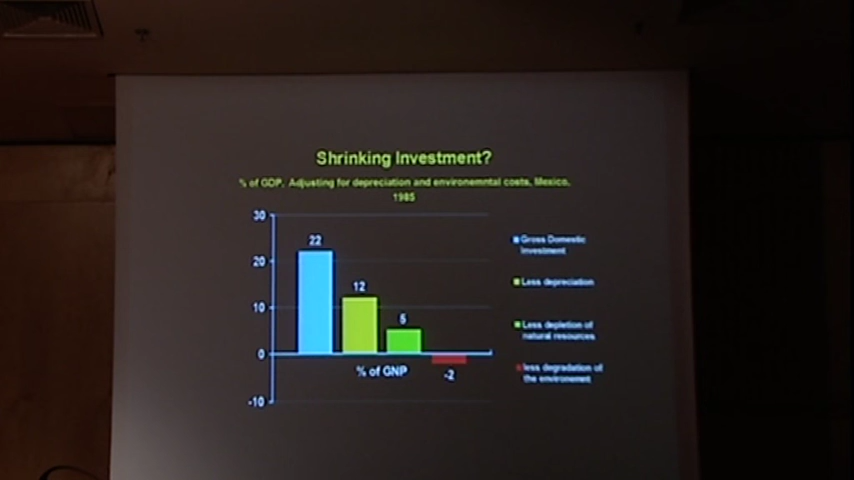 Shrinking Investment?
% of GDP, Adjusting for depreciation and environemntal costs, Mexico,
1985
30
20
10
0
-10
22
12
5
-2
% of GNP
Gross Domestic
Investment
Less depreciation
Less depletion of
natural resources
less degradation of
the environemnt